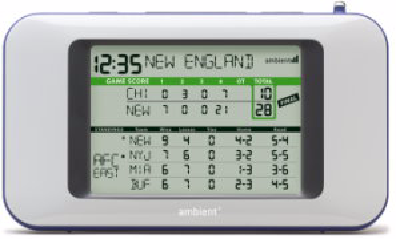 12:35 NEW ENGLAND ambient
GAME SCORE 1 2 3 4 OT TOTAL
CHI 0 3 0 7 10 FINAL
NEW 7 0 0 21 28
STANDINGS Team Wins Losses Ties Home Road
* NEW 9 4 0 4-2 5-4
AFC * NYJ 7 6 0 3-2 5-5
EAST MIA 6 7 0 1-3 3-6
BUF 6 7 0 2-3 4-5
ambient